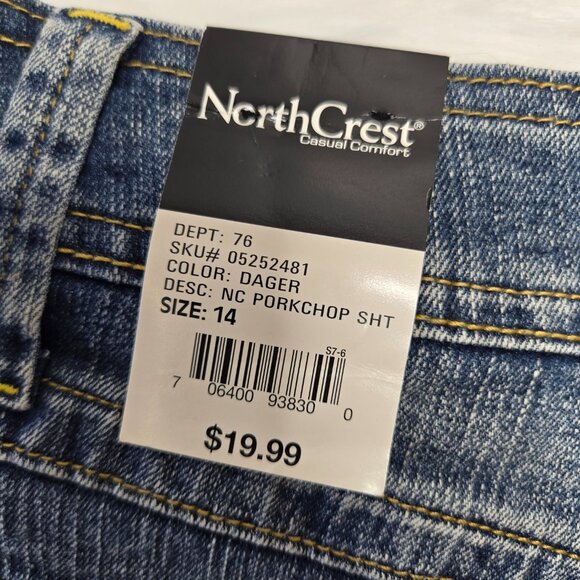 NorthCrest®
Casual Comfort
DEPT: 76
SKU# 05252481
COLOR: DAGER
DESC: NC PORKCHOP SHT
SIZE: 14
S7-6
7 06400 93830 0
$19.99